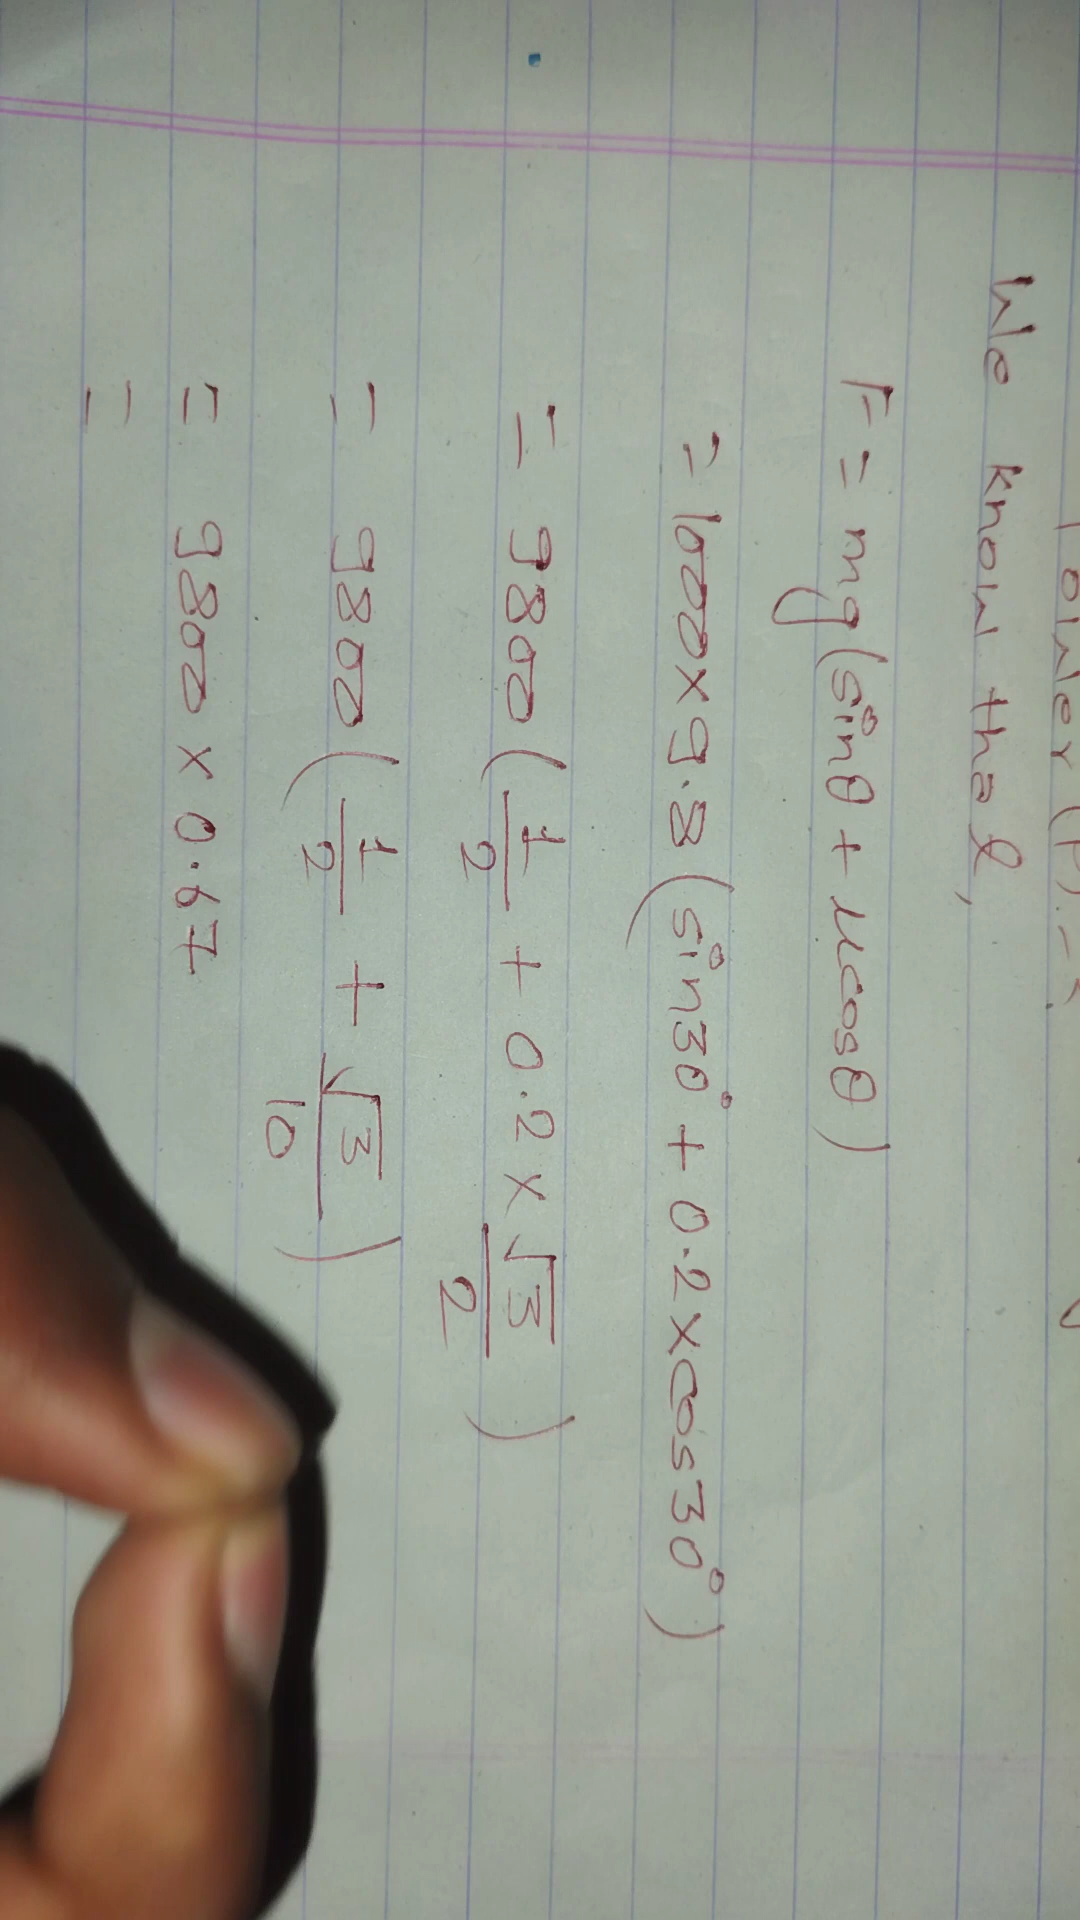 Power (P) = ?
We know that,
F = mg (sinθ + μcosθ)
= 1000 × 9.8 (sin30° + 0.2 × cos30°)
= 9800 (1/2 + 0.2 × √3/2)
= 9800 (1/2 + √3/10)
= 9800 × 0.67
=